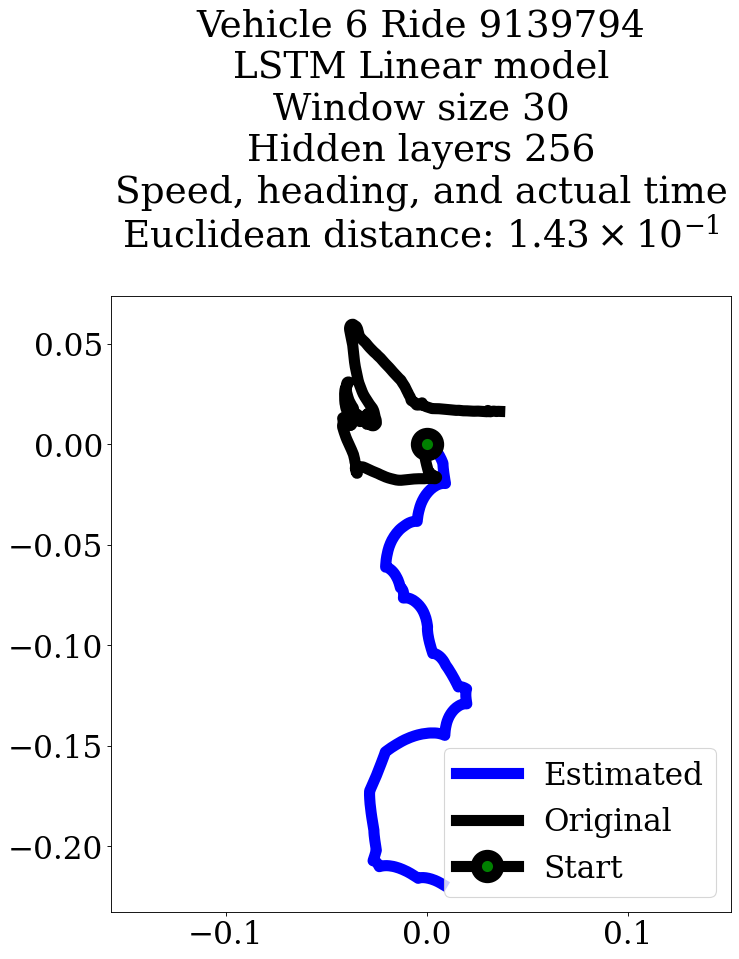 Vehicle 6 Ride 9139794
LSTM Linear model
Window size 30
Hidden layers 256
Speed, heading, and actual time
Euclidean distance: 1.43 × 10⁻¹
0.05
0.00
−0.05
−0.10
−0.15
−0.20
Estimated
Original
Start
−0.1
0.0
0.1